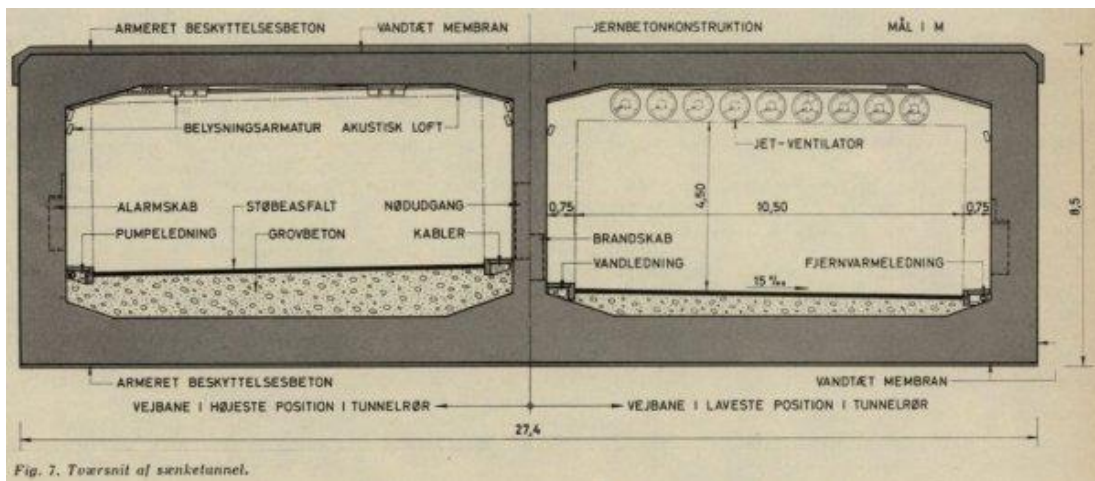 ARMERET BESKYTTELSESBETON VANDTÆT MEMBRAN JERNBETONKONSTRUKTION MÅL I M
BELYSNINGSARMATUR AKUSTISK LOFT
JET-VENTILATOR
4,50
8,5
ALARMSKAB STØBEASFALT NØDUDGANG 0,75 10,50 0,75
PUMPELEDNING GROVBETON KABLER BRANDSKAB
VANDLEDNING FJERNVARMELEDNING
15 ‰
ARMERET BESKYTTELSESBETON VANDTÆT MEMBRAN
VEJBANE I HØJESTE POSITION I TUNNELRØR VEJBANE I LAVESTE POSITION I TUNNELRØR
27,4
Fig. 7. Tværsnit af sænketunnel.